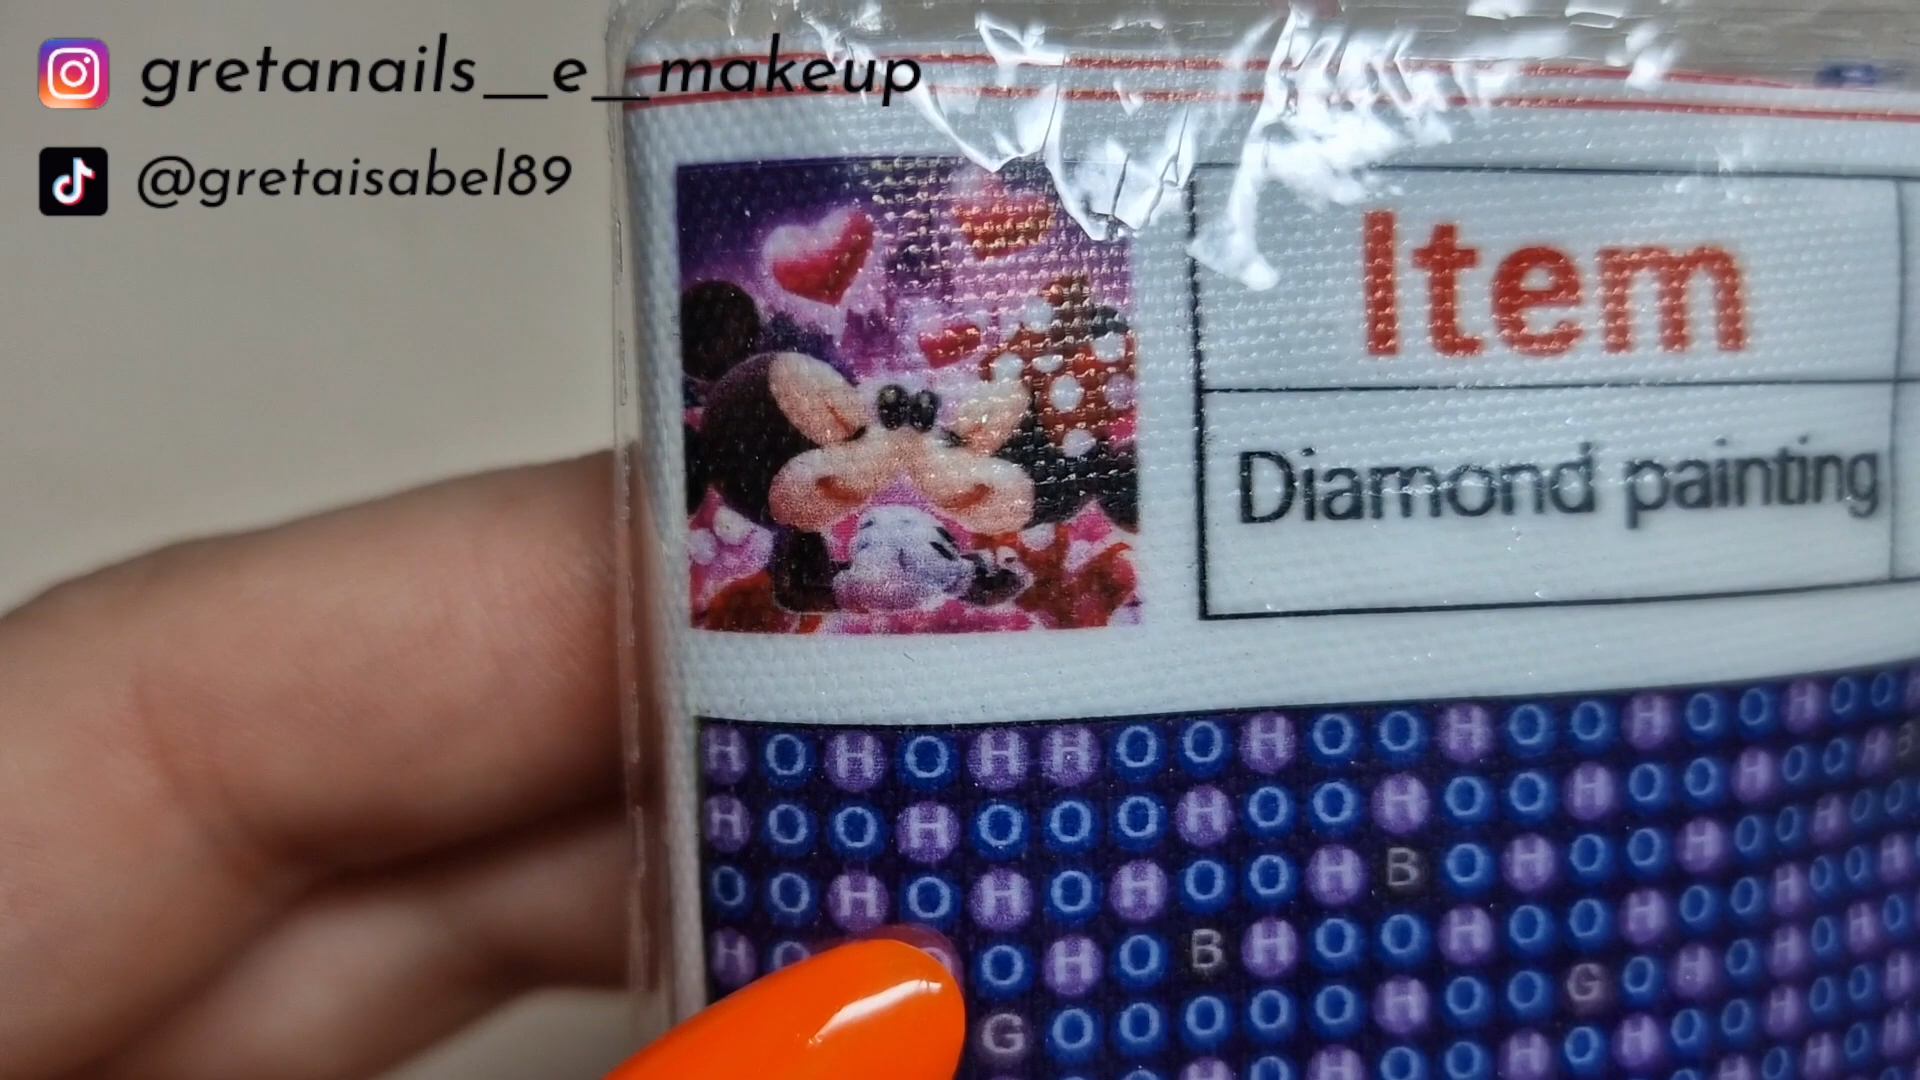 gretanails__e__makeup
@gretaisabel89
Item
Diamond painting
H O H O H H O O H O O H O O H O O H O O
H O O H O O O H O O H O O H O O H O O H B
O O H O H O H O O H B O H O O H O O H O O
H O O H O B H O O H O O H O O H O O H
G O O O O O H O O G O H O H O O H O